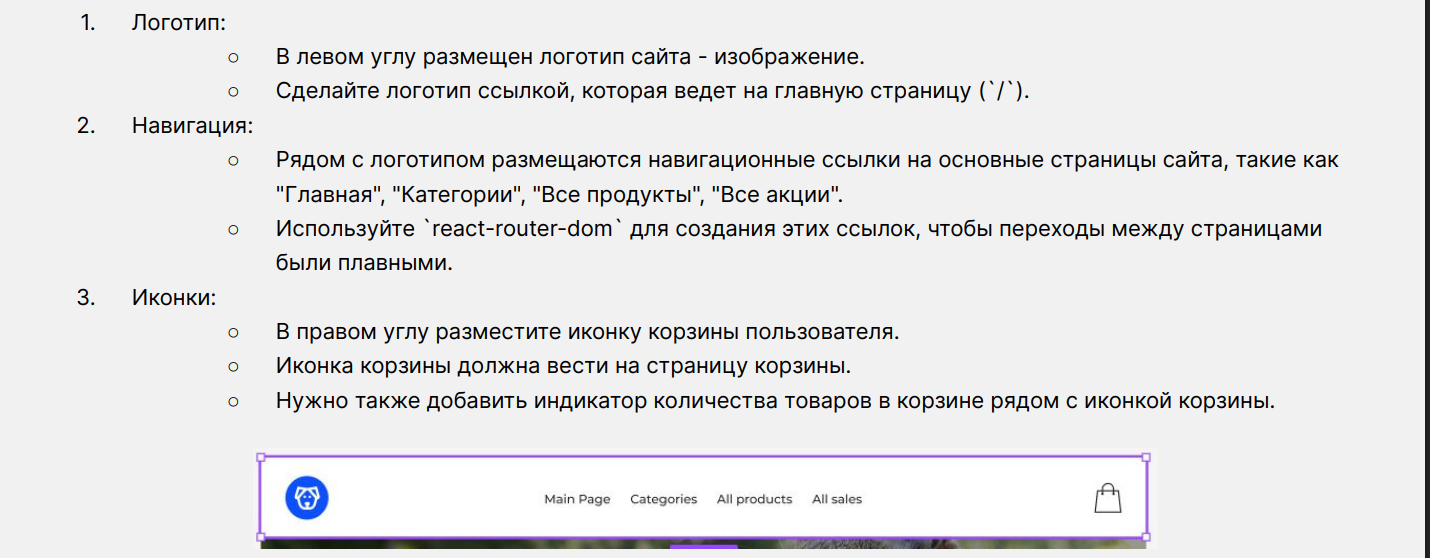 1. Логотип:
○ В левом углу размещен логотип сайта - изображение.
○ Сделайте логотип ссылкой, которая ведет на главную страницу (`/`).
2. Навигация:
○ Рядом с логотипом размещаются навигационные ссылки на основные страницы сайта, такие как
"Главная", "Категории", "Все продукты", "Все акции".
○ Используйте `react-router-dom` для создания этих ссылок, чтобы переходы между страницами
были плавными.
3. Иконки:
○ В правом углу разместите иконку корзины пользователя.
○ Иконка корзины должна вести на страницу корзины.
○ Нужно также добавить индикатор количества товаров в корзине рядом с иконкой корзины.
Main Page Categories All products All sales